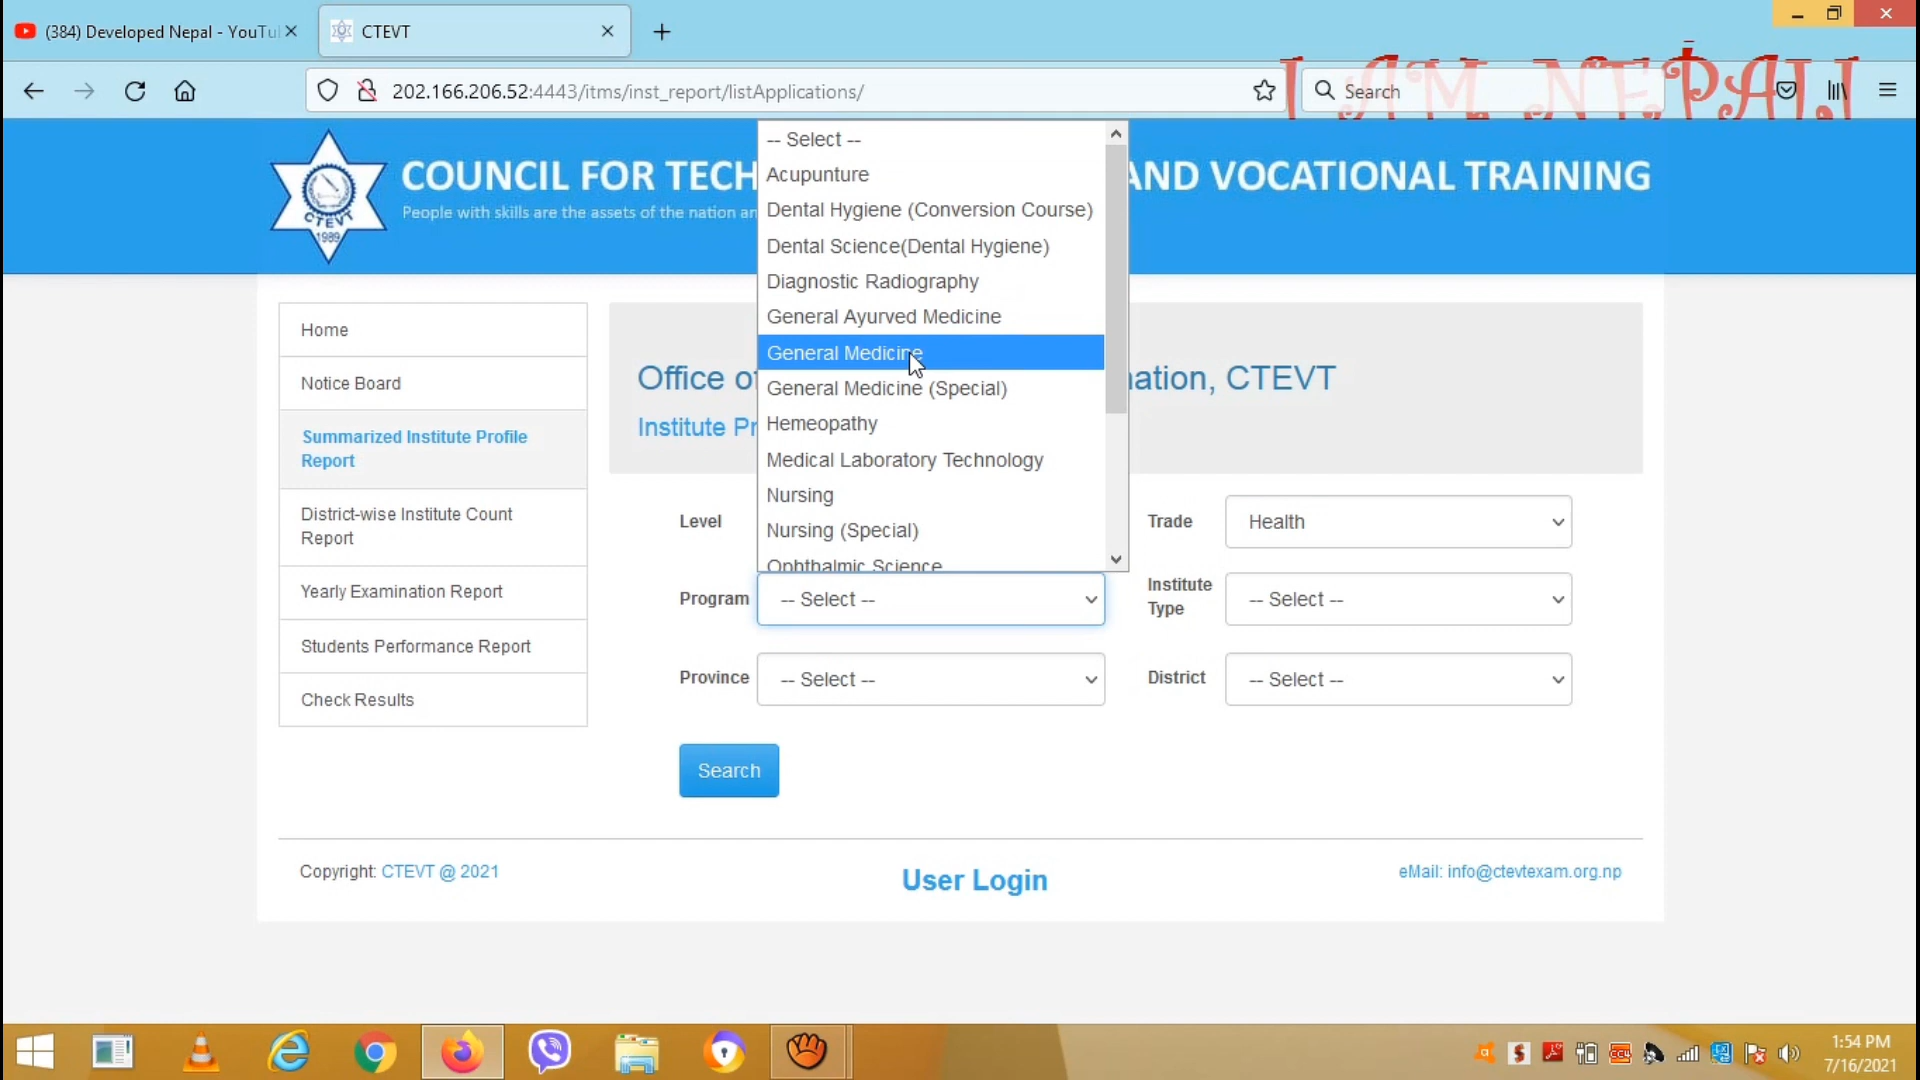 (384) Developed Nepal - YouTu
CTEVT
202.166.206.52:4443/itms/inst_report/listApplications/
Search
I AM NEPALI
CTEVT
1989
COUNCIL FOR TECH
AND VOCATIONAL TRAINING
People with skills are the assets of the nation an
-- Select --
Acupunture
Dental Hygiene (Conversion Course)
Dental Science(Dental Hygiene)
Diagnostic Radiography
General Ayurved Medicine
General Medicine
General Medicine (Special)
Hemeopathy
Medical Laboratory Technology
Nursing
Nursing (Special)
Ophthalmic Science
Home
Notice Board
Summarized Institute Profile
Report
District-wise Institute Count
Report
Yearly Examination Report
Students Performance Report
Check Results
Office o
nation, CTEVT
Institute Pr
Level
Trade
Health
Program
-- Select --
Institute
Type
-- Select --
Province
-- Select --
District
-- Select --
Search
Copyright: CTEVT @ 2021
User Login
eMail: info@ctevtexam.org.np
1:54 PM
7/16/2021